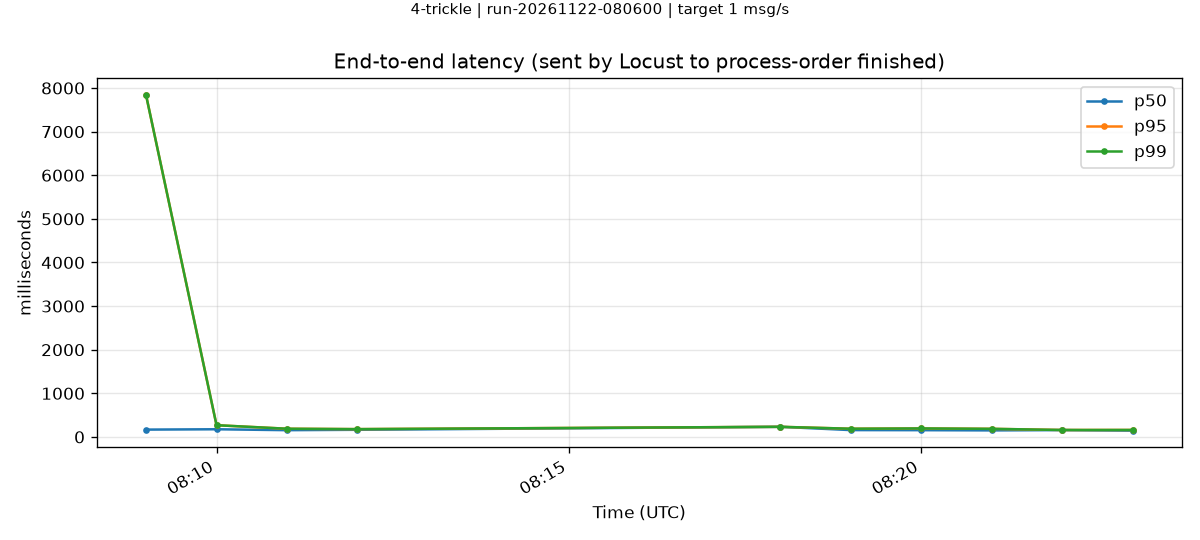 4-trickle | run-20261122-080600 | target 1 msg/s
End-to-end latency (sent by Locust to process-order finished)
8000
7000
6000
5000
4000
3000
2000
1000
0
milliseconds
p50
p95
p99
08:10
08:15
08:20
Time (UTC)